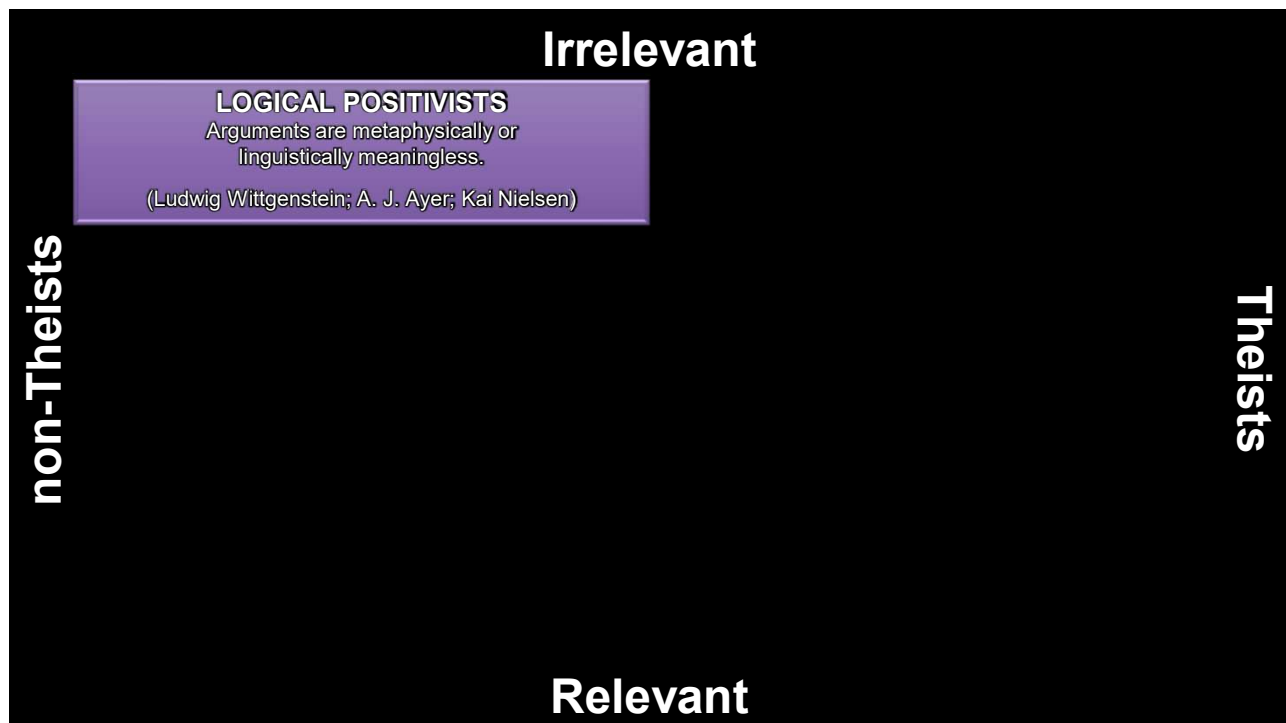 Irrelevant
LOGICAL POSITIVISTS
Arguments are metaphysically or
linguistically meaningless.
(Ludwig Wittgenstein; A. J. Ayer; Kai Nielsen)
non-Theists
Theists
Relevant